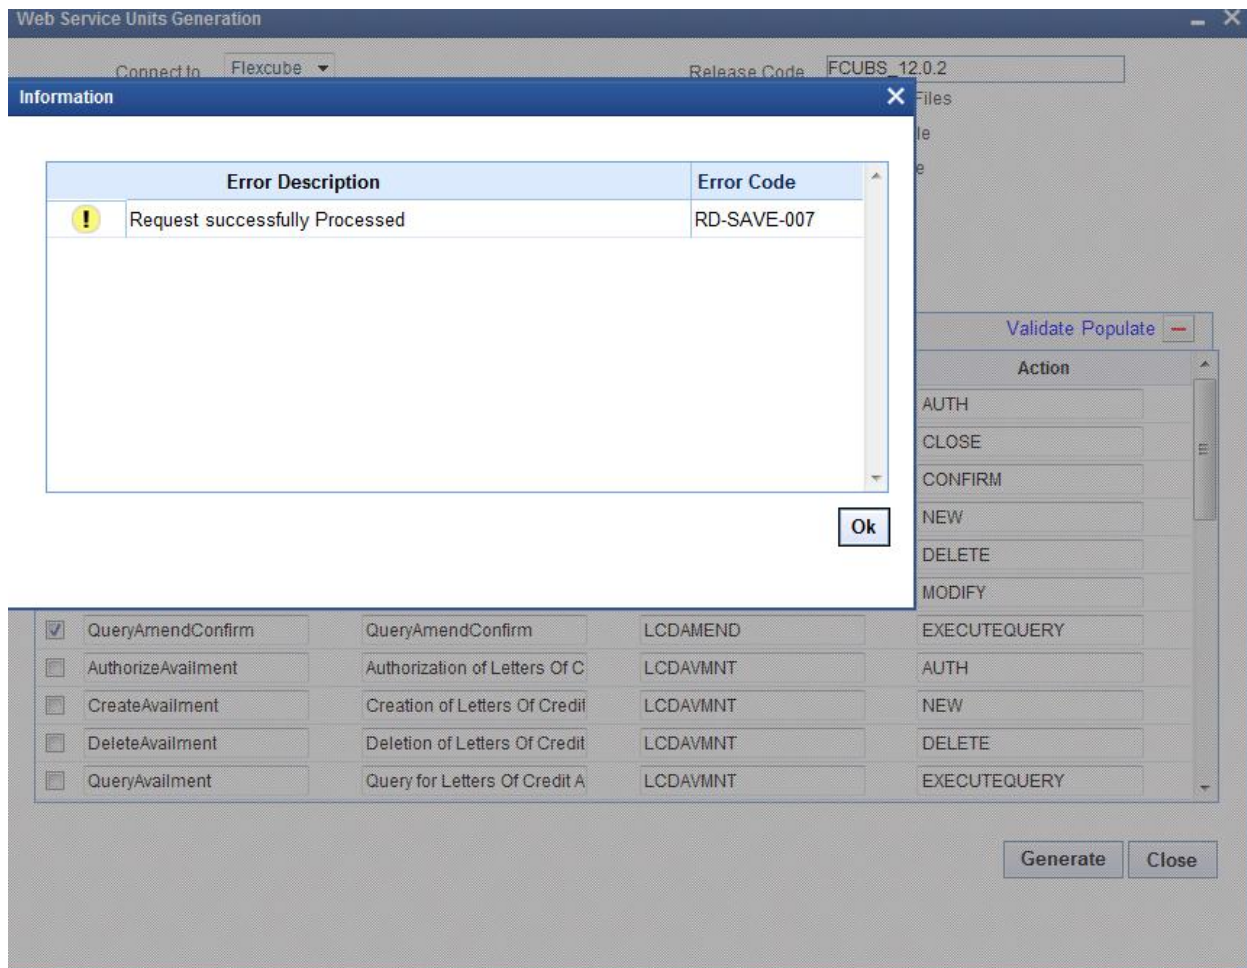 Web Service Units Generation
Connect to Flexcube Release Code FCUBS_12.0.2
Information Files
le
e
Error Description Error Code
Request successfully Processed RD-SAVE-007
Validate Populate
Action
AUTH
CLOSE
CONFIRM
NEW
Ok
DELETE
MODIFY
QueryAmendConfirm QueryAmendConfirm LCDAMEND EXECUTEQUERY
AuthorizeAvailment Authorization of Letters Of C LCDAVMNT AUTH
CreateAvailment Creation of Letters Of Credit LCDAVMNT NEW
DeleteAvailment Deletion of Letters Of Credit LCDAVMNT DELETE
QueryAvailment Query for Letters Of Credit A LCDAVMNT EXECUTEQUERY
Generate Close